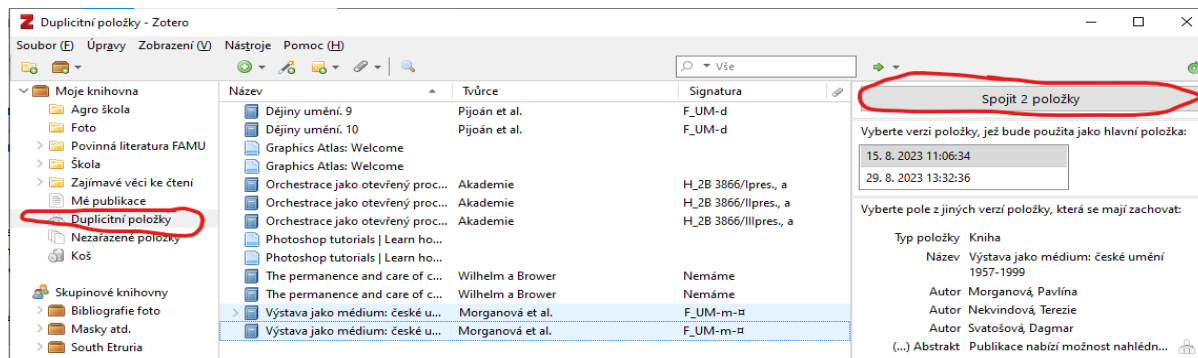 Duplicitní položky - Zotero
Soubor (F) Úpravy Zobrazení (V) Nástroje Pomoc (H)
Vše
Moje knihovna
Agro škola
Foto
Povinná literatura FAMU
Škola
Zajímavé věci ke čtení
Mé publikace
Duplicitní položky
Nezařazené položky
Koš
Skupinové knihovny
Bibliografie foto
Masky atd.
South Etruria
Název Tvůrce Signatura
Dějiny umění. 9 Pijoán et al. F_UM-d
Dějiny umění. 10 Pijoán et al. F_UM-d
Graphics Atlas: Welcome
Graphics Atlas: Welcome
Orchestrace jako otevřený proc... Akademie H_2B 3866/Ipres., a
Orchestrace jako otevřený proc... Akademie H_2B 3866/IIpres., a
Orchestrace jako otevřený proc... Akademie H_2B 3866/IIIpres., a
Photoshop tutorials | Learn ho...
Photoshop tutorials | Learn ho...
The permanence and care of c... Wilhelm a Brower Nemáme
The permanence and care of c... Wilhelm a Brower Nemáme
Výstava jako médium: české u... Morganová et al. F_UM-m-¤
Výstava jako médium: české u... Morganová et al. F_UM-m-¤
Spojit 2 položky
Vyberte verzi položky, jež bude použita jako hlavní položka:
15. 8. 2023 11:06:34
29. 8. 2023 13:32:36
Vyberte pole z jiných verzí položky, která se mají zachovat:
Typ položky Kniha
Název Výstava jako médium: české umění
1957-1999
Autor Morganová, Pavlína
Autor Nekvindová, Terezie
Autor Svatošová, Dagmar
(...) Abstrakt Publikace nabízí možnost nahlédn...